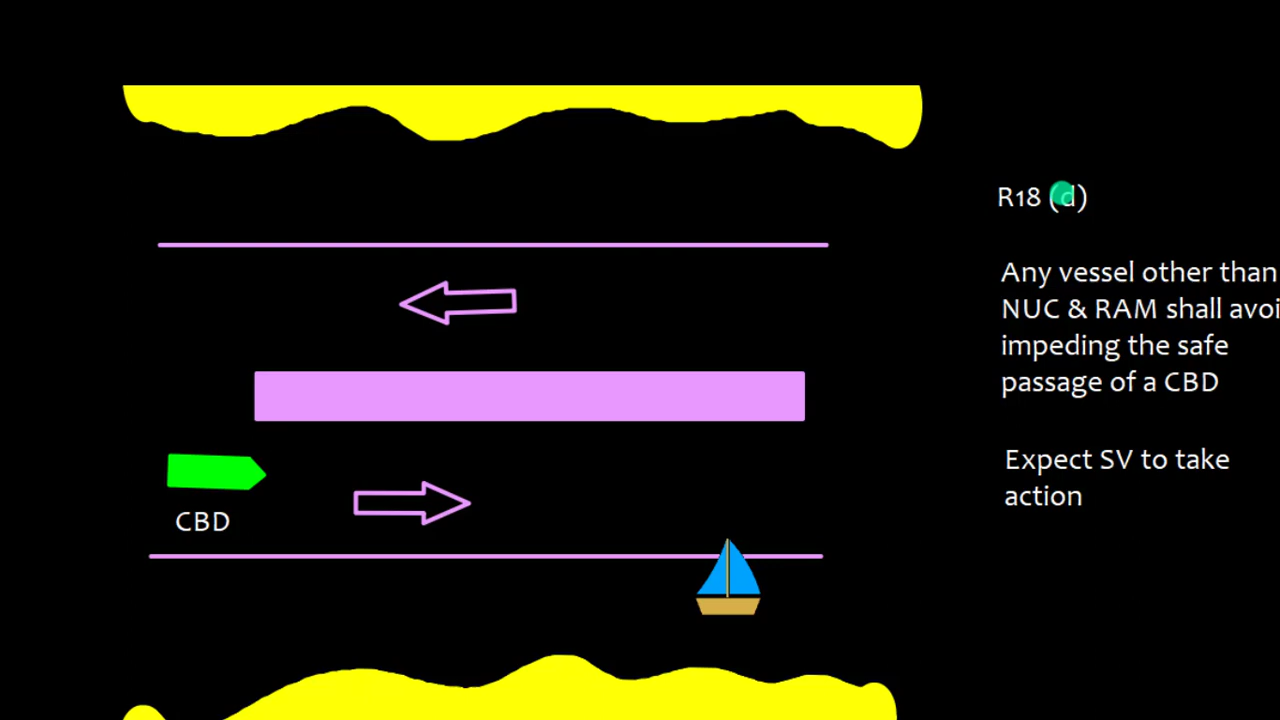 R18 (d)
Any vessel other than
NUC & RAM shall avoi
impeding the safe
passage of a CBD
Expect SV to take
action
CBD